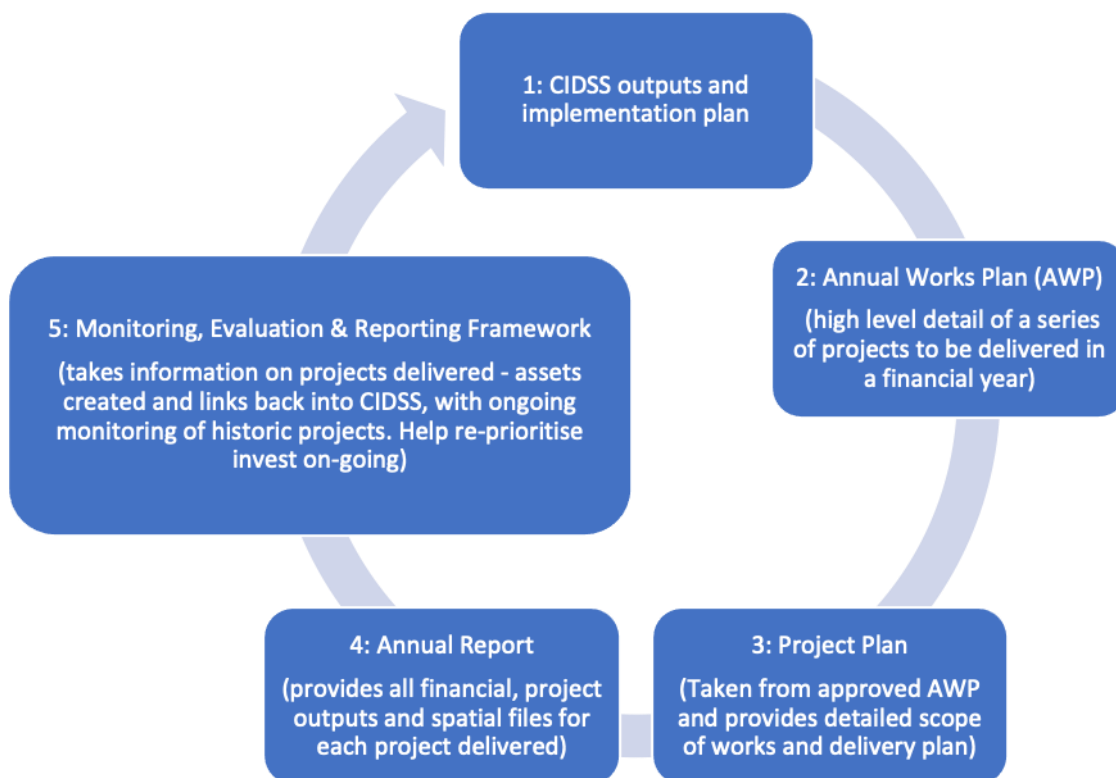 1: CIDSS outputs and
implementation plan
2: Annual Works Plan (AWP)
(high level detail of a series
of projects to be delivered in
a financial year)
3: Project Plan
(Taken from approved AWP
and provides detailed scope
of works and delivery plan)
4: Annual Report
(provides all financial, project
outputs and spatial files for
each project delivered)
5: Monitoring, Evaluation & Reporting Framework
(takes information on projects delivered - assets
created and links back into CIDSS, with ongoing
monitoring of historic projects. Help re-prioritise
invest on-going)